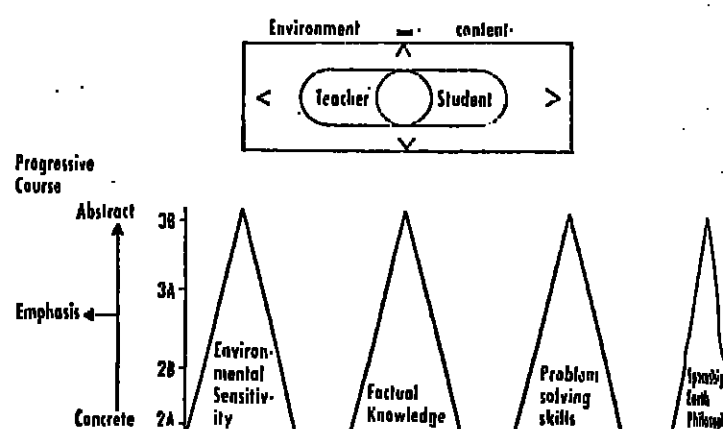 Environment = content
< Teacher Student >
Progressive
Course
Abstract
3B
3A
Emphasis
2B
Concrete
2A
Environ-
mental
Sensitiv-
ity
Factual
Knowledge
Problem
solving
skills
Earth